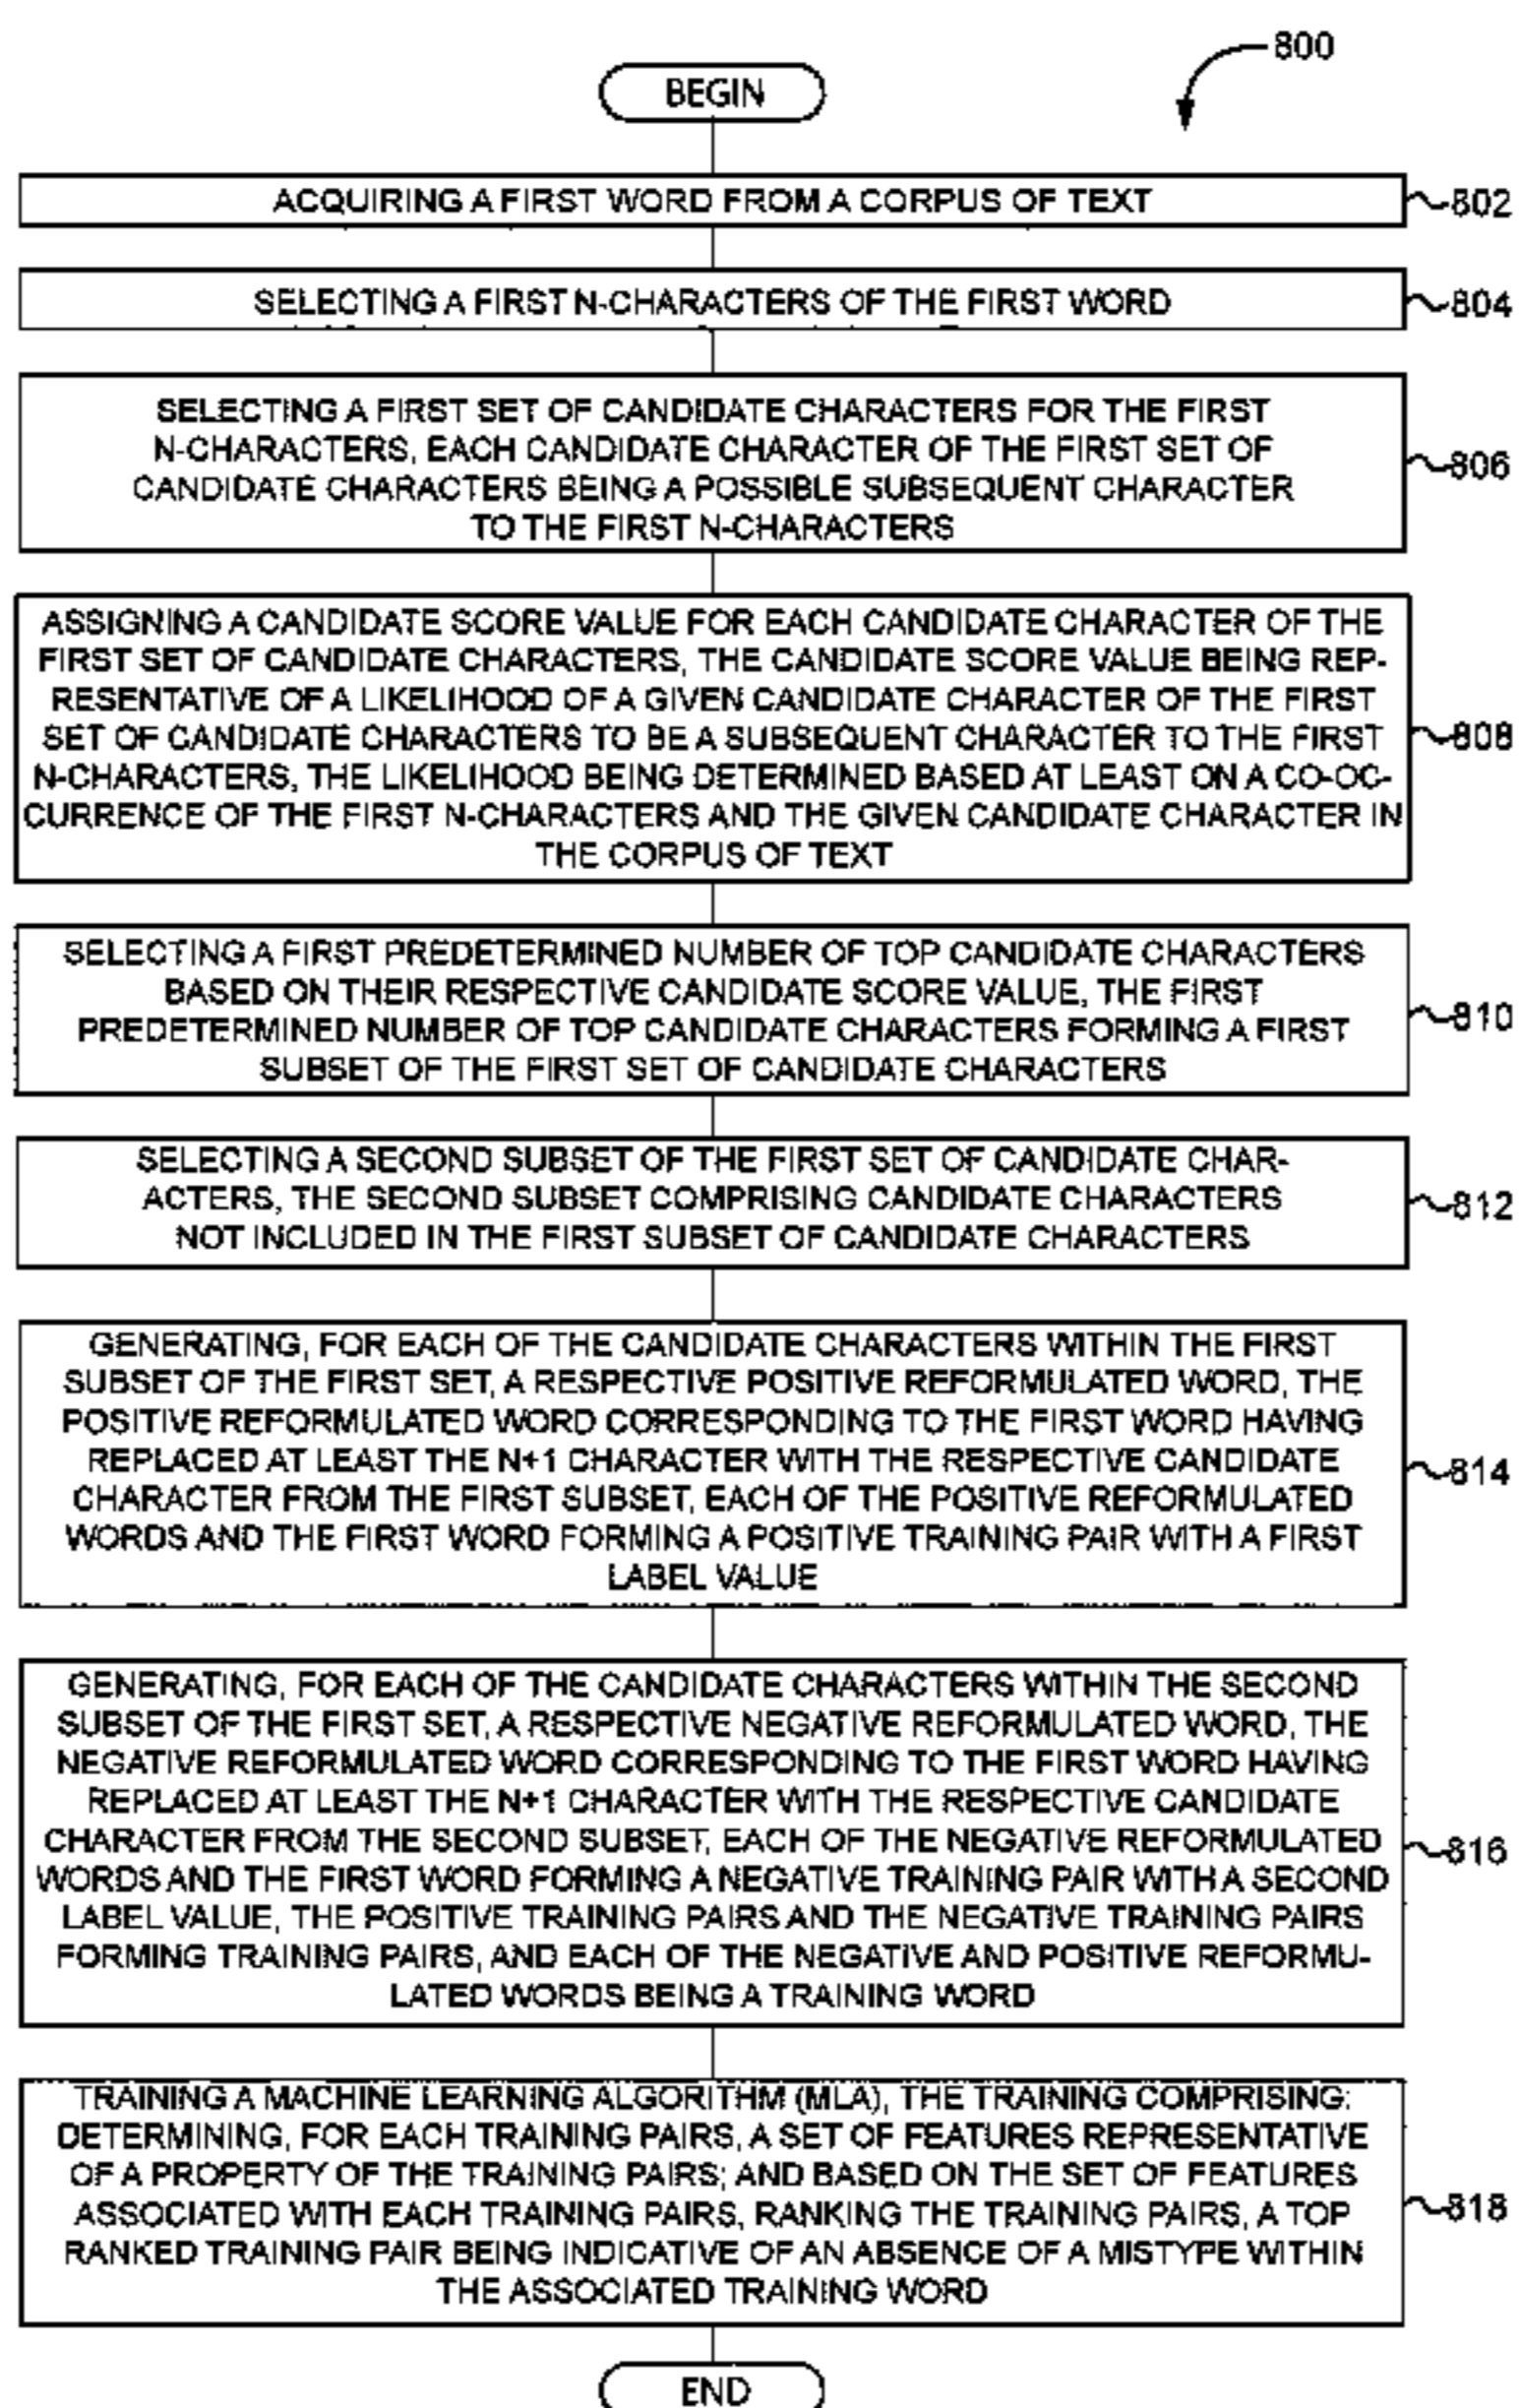 800
BEGIN
ACQUIRING A FIRST WORD FROM A CORPUS OF TEXT
802
SELECTING A FIRST N-CHARACTERS OF THE FIRST WORD
804
SELECTING A FIRST SET OF CANDIDATE CHARACTERS FOR THE FIRST
N-CHARACTERS, EACH CANDIDATE CHARACTER OF THE FIRST SET OF
CANDIDATE CHARACTERS BEING A POSSIBLE SUBSEQUENT CHARACTER
TO THE FIRST N-CHARACTERS
806
ASSIGNING A CANDIDATE SCORE VALUE FOR EACH CANDIDATE CHARACTER OF THE
FIRST SET OF CANDIDATE CHARACTERS, THE CANDIDATE SCORE VALUE BEING REP-
RESENTATIVE OF A LIKELIHOOD OF A GIVEN CANDIDATE CHARACTER OF THE FIRST
SET OF CANDIDATE CHARACTERS TO BE A SUBSEQUENT CHARACTER TO THE FIRST
N-CHARACTERS, THE LIKELIHOOD BEING DETERMINED BASED AT LEAST ON A CO-OC-
CURRENCE OF THE FIRST N-CHARACTERS AND THE GIVEN CANDIDATE CHARACTER IN
THE CORPUS OF TEXT
808
SELECTING A FIRST PREDETERMINED NUMBER OF TOP CANDIDATE CHARACTERS
BASED ON THEIR RESPECTIVE CANDIDATE SCORE VALUE, THE FIRST
PREDETERMINED NUMBER OF TOP CANDIDATE CHARACTERS FORMING A FIRST
SUBSET OF THE FIRST SET OF CANDIDATE CHARACTERS
810
SELECTING A SECOND SUBSET OF THE FIRST SET OF CANDIDATE CHAR-
ACTERS, THE SECOND SUBSET COMPRISING CANDIDATE CHARACTERS
NOT INCLUDED IN THE FIRST SUBSET OF CANDIDATE CHARACTERS
812
GENERATING, FOR EACH OF THE CANDIDATE CHARACTERS WITHIN THE FIRST
SUBSET OF THE FIRST SET, A RESPECTIVE POSITIVE REFORMULATED WORD, THE
POSITIVE REFORMULATED WORD CORRESPONDING TO THE FIRST WORD HAVING
REPLACED AT LEAST THE N+1 CHARACTER WITH THE RESPECTIVE CANDIDATE
CHARACTER FROM THE FIRST SUBSET, EACH OF THE POSITIVE REFORMULATED
WORDS AND THE FIRST WORD FORMING A POSITIVE TRAINING PAIR WITH A FIRST
LABEL VALUE
814
GENERATING, FOR EACH OF THE CANDIDATE CHARACTERS WITHIN THE SECOND
SUBSET OF THE FIRST SET, A RESPECTIVE NEGATIVE REFORMULATED WORD, THE
NEGATIVE REFORMULATED WORD CORRESPONDING TO THE FIRST WORD HAVING
REPLACED AT LEAST THE N+1 CHARACTER WITH THE RESPECTIVE CANDIDATE
CHARACTER FROM THE SECOND SUBSET, EACH OF THE NEGATIVE REFORMULATED
WORDS AND THE FIRST WORD FORMING A NEGATIVE TRAINING PAIR WITH A SECOND
LABEL VALUE, THE POSITIVE TRAINING PAIRS AND THE NEGATIVE TRAINING PAIRS
FORMING TRAINING PAIRS, AND EACH OF THE NEGATIVE AND POSITIVE REFORMU-
LATED WORDS BEING A TRAINING WORD
816
TRAINING A MACHINE LEARNING ALGORITHM (MLA), THE TRAINING COMPRISING:
DETERMINING, FOR EACH TRAINING PAIRS, A SET OF FEATURES REPRESENTATIVE
OF A PROPERTY OF THE TRAINING PAIRS; AND BASED ON THE SET OF FEATURES
ASSOCIATED WITH EACH TRAINING PAIRS, RANKING THE TRAINING PAIRS, A TOP
RANKED TRAINING PAIR BEING INDICATIVE OF AN ABSENCE OF A MISTYPE WITHIN
THE ASSOCIATED TRAINING WORD
818
END